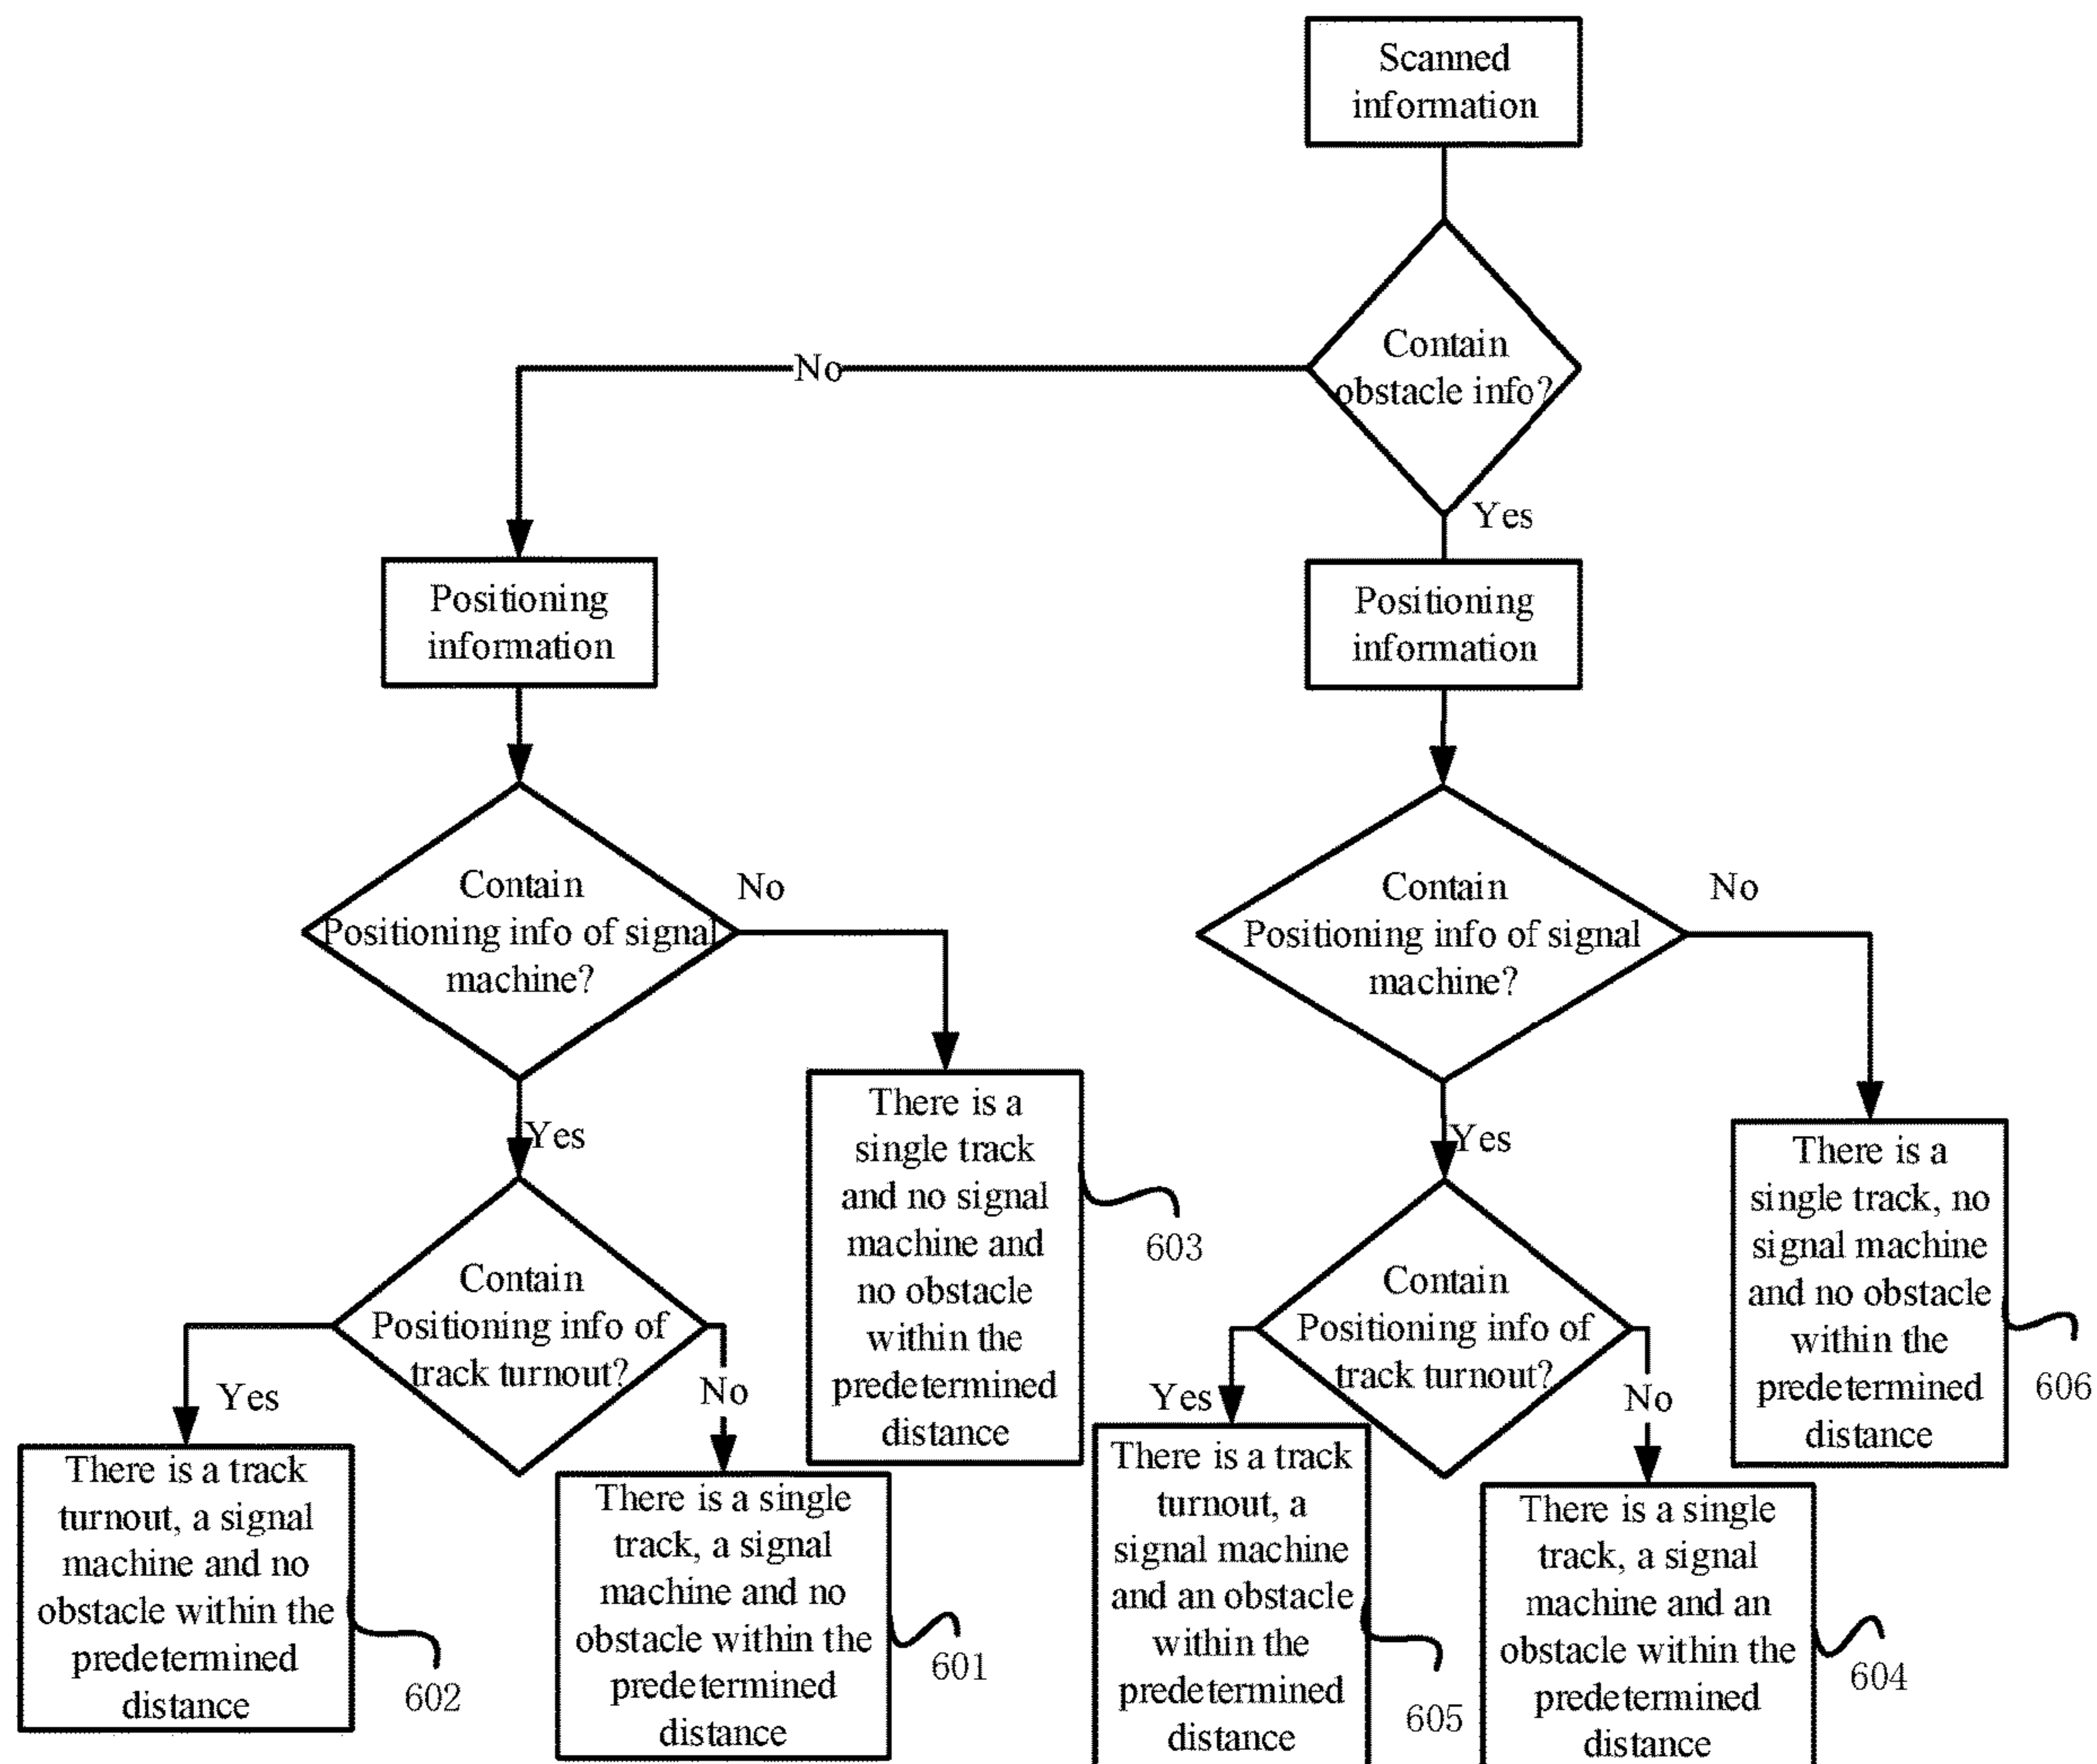 Scanned
information
Contain
obstacle info?
No
Yes
Positioning
information
Positioning
information
Contain
Positioning info of signal
machine?
No
Yes
Contain
Positioning info of signal
machine?
No
Yes
There is a
single track
and no signal
machine and
no obstacle
within the
predetermined
distance
603
There is a
single track, no
signal machine
and no obstacle
within the
predetermined
distance
606
Contain
Positioning info of
track turnout?
Yes
No
Contain
Positioning info of
track turnout?
Yes
No
There is a track
turnout, a signal
machine and no
obstacle within the
predetermined
distance
602
There is a single
track, a signal
machine and no
obstacle within the
predetermined
distance
601
There is a track
turnout, a
signal machine
and an obstacle
within the
predetermined
distance
605
There is a single
track, a signal
machine and an
obstacle within the
predetermined
distance
604